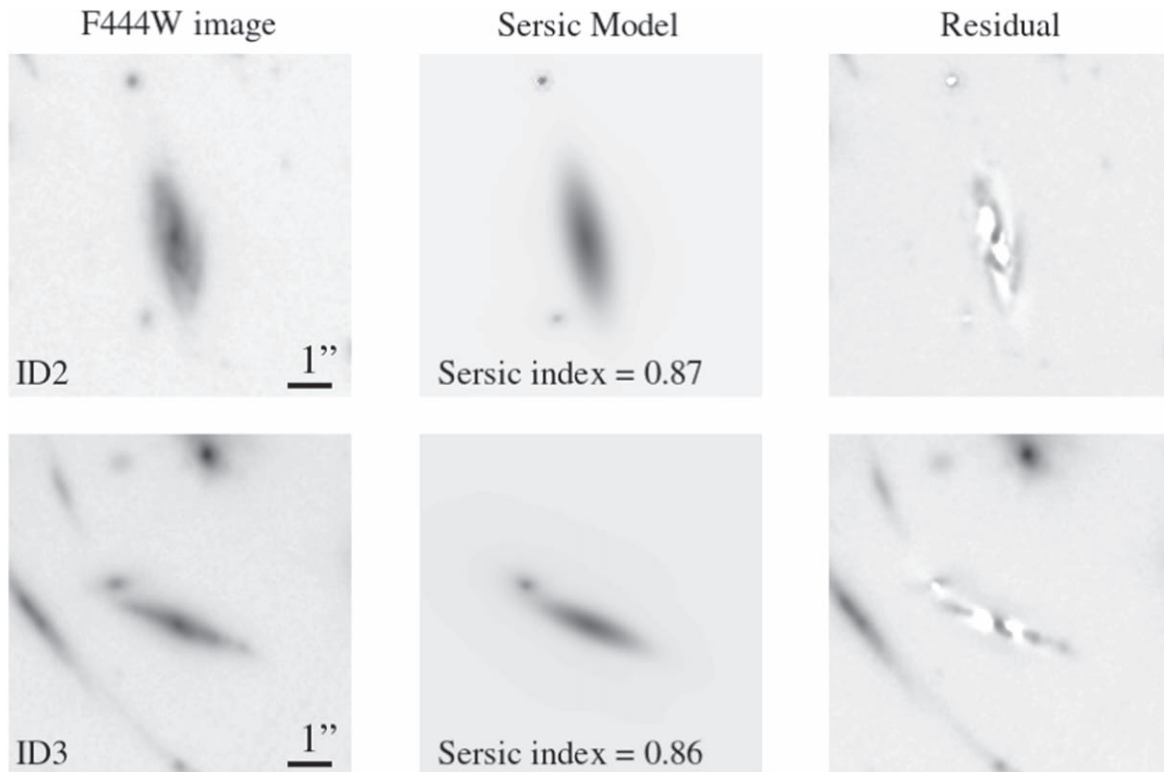 F444W image
Sersic Model
Residual
ID2
1”
Sersic index = 0.87
ID3
1”
Sersic index = 0.86